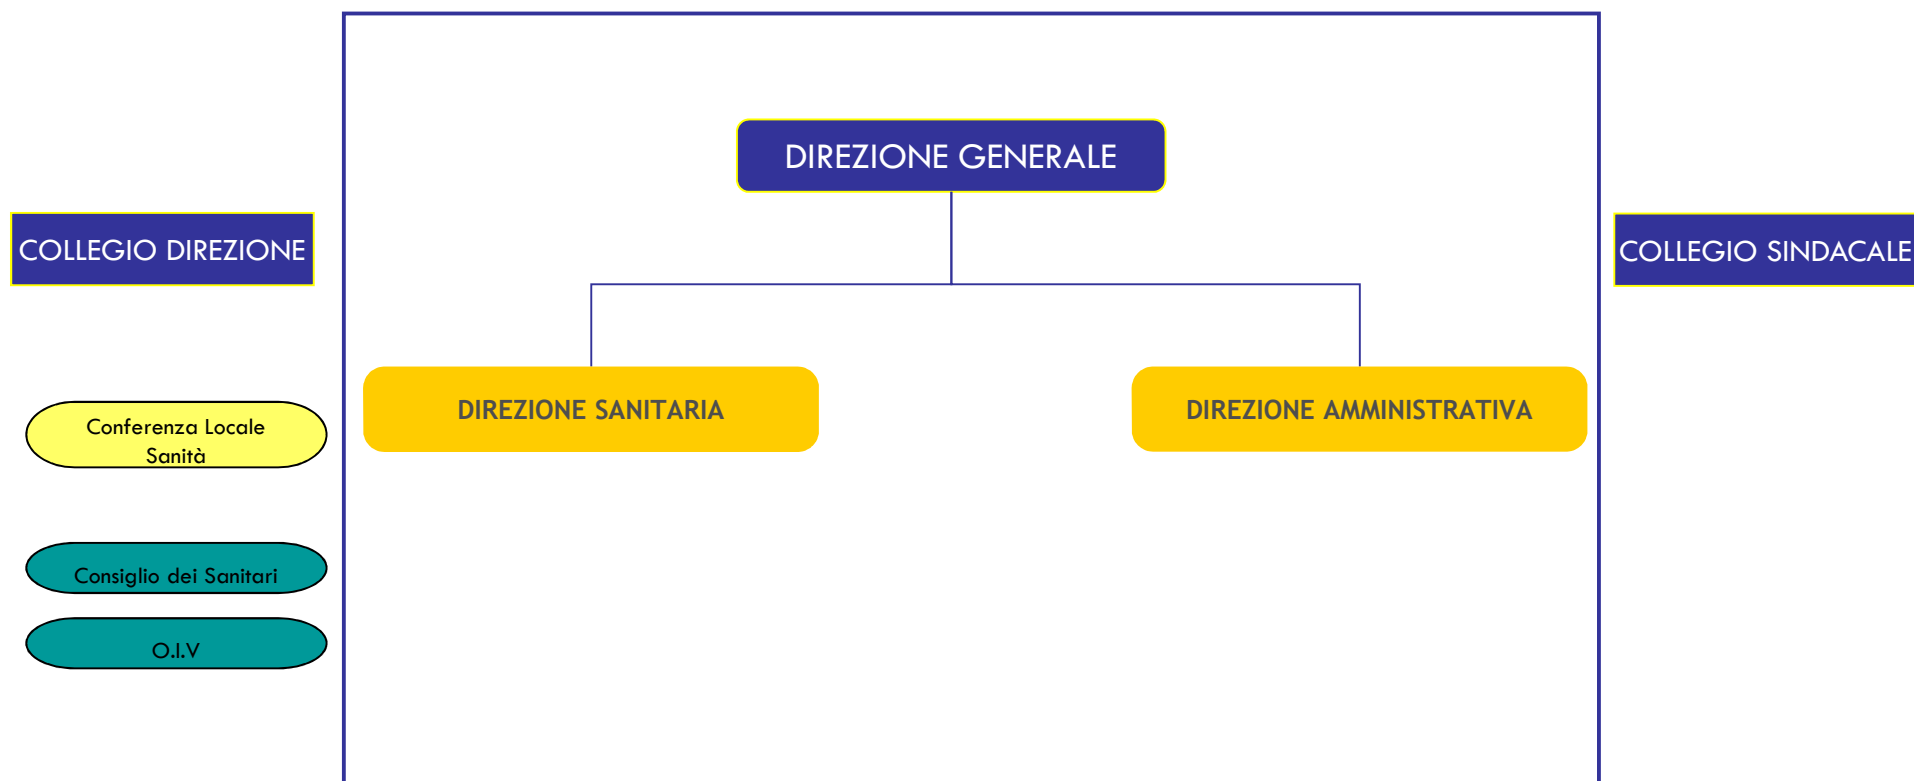 DIREZIONE GENERALE
COLLEGIO DIREZIONE
COLLEGIO SINDACALE
DIREZIONE SANITARIA
DIREZIONE AMMINISTRATIVA
Conferenza Locale
Sanità
Consiglio dei Sanitari
O.I.V